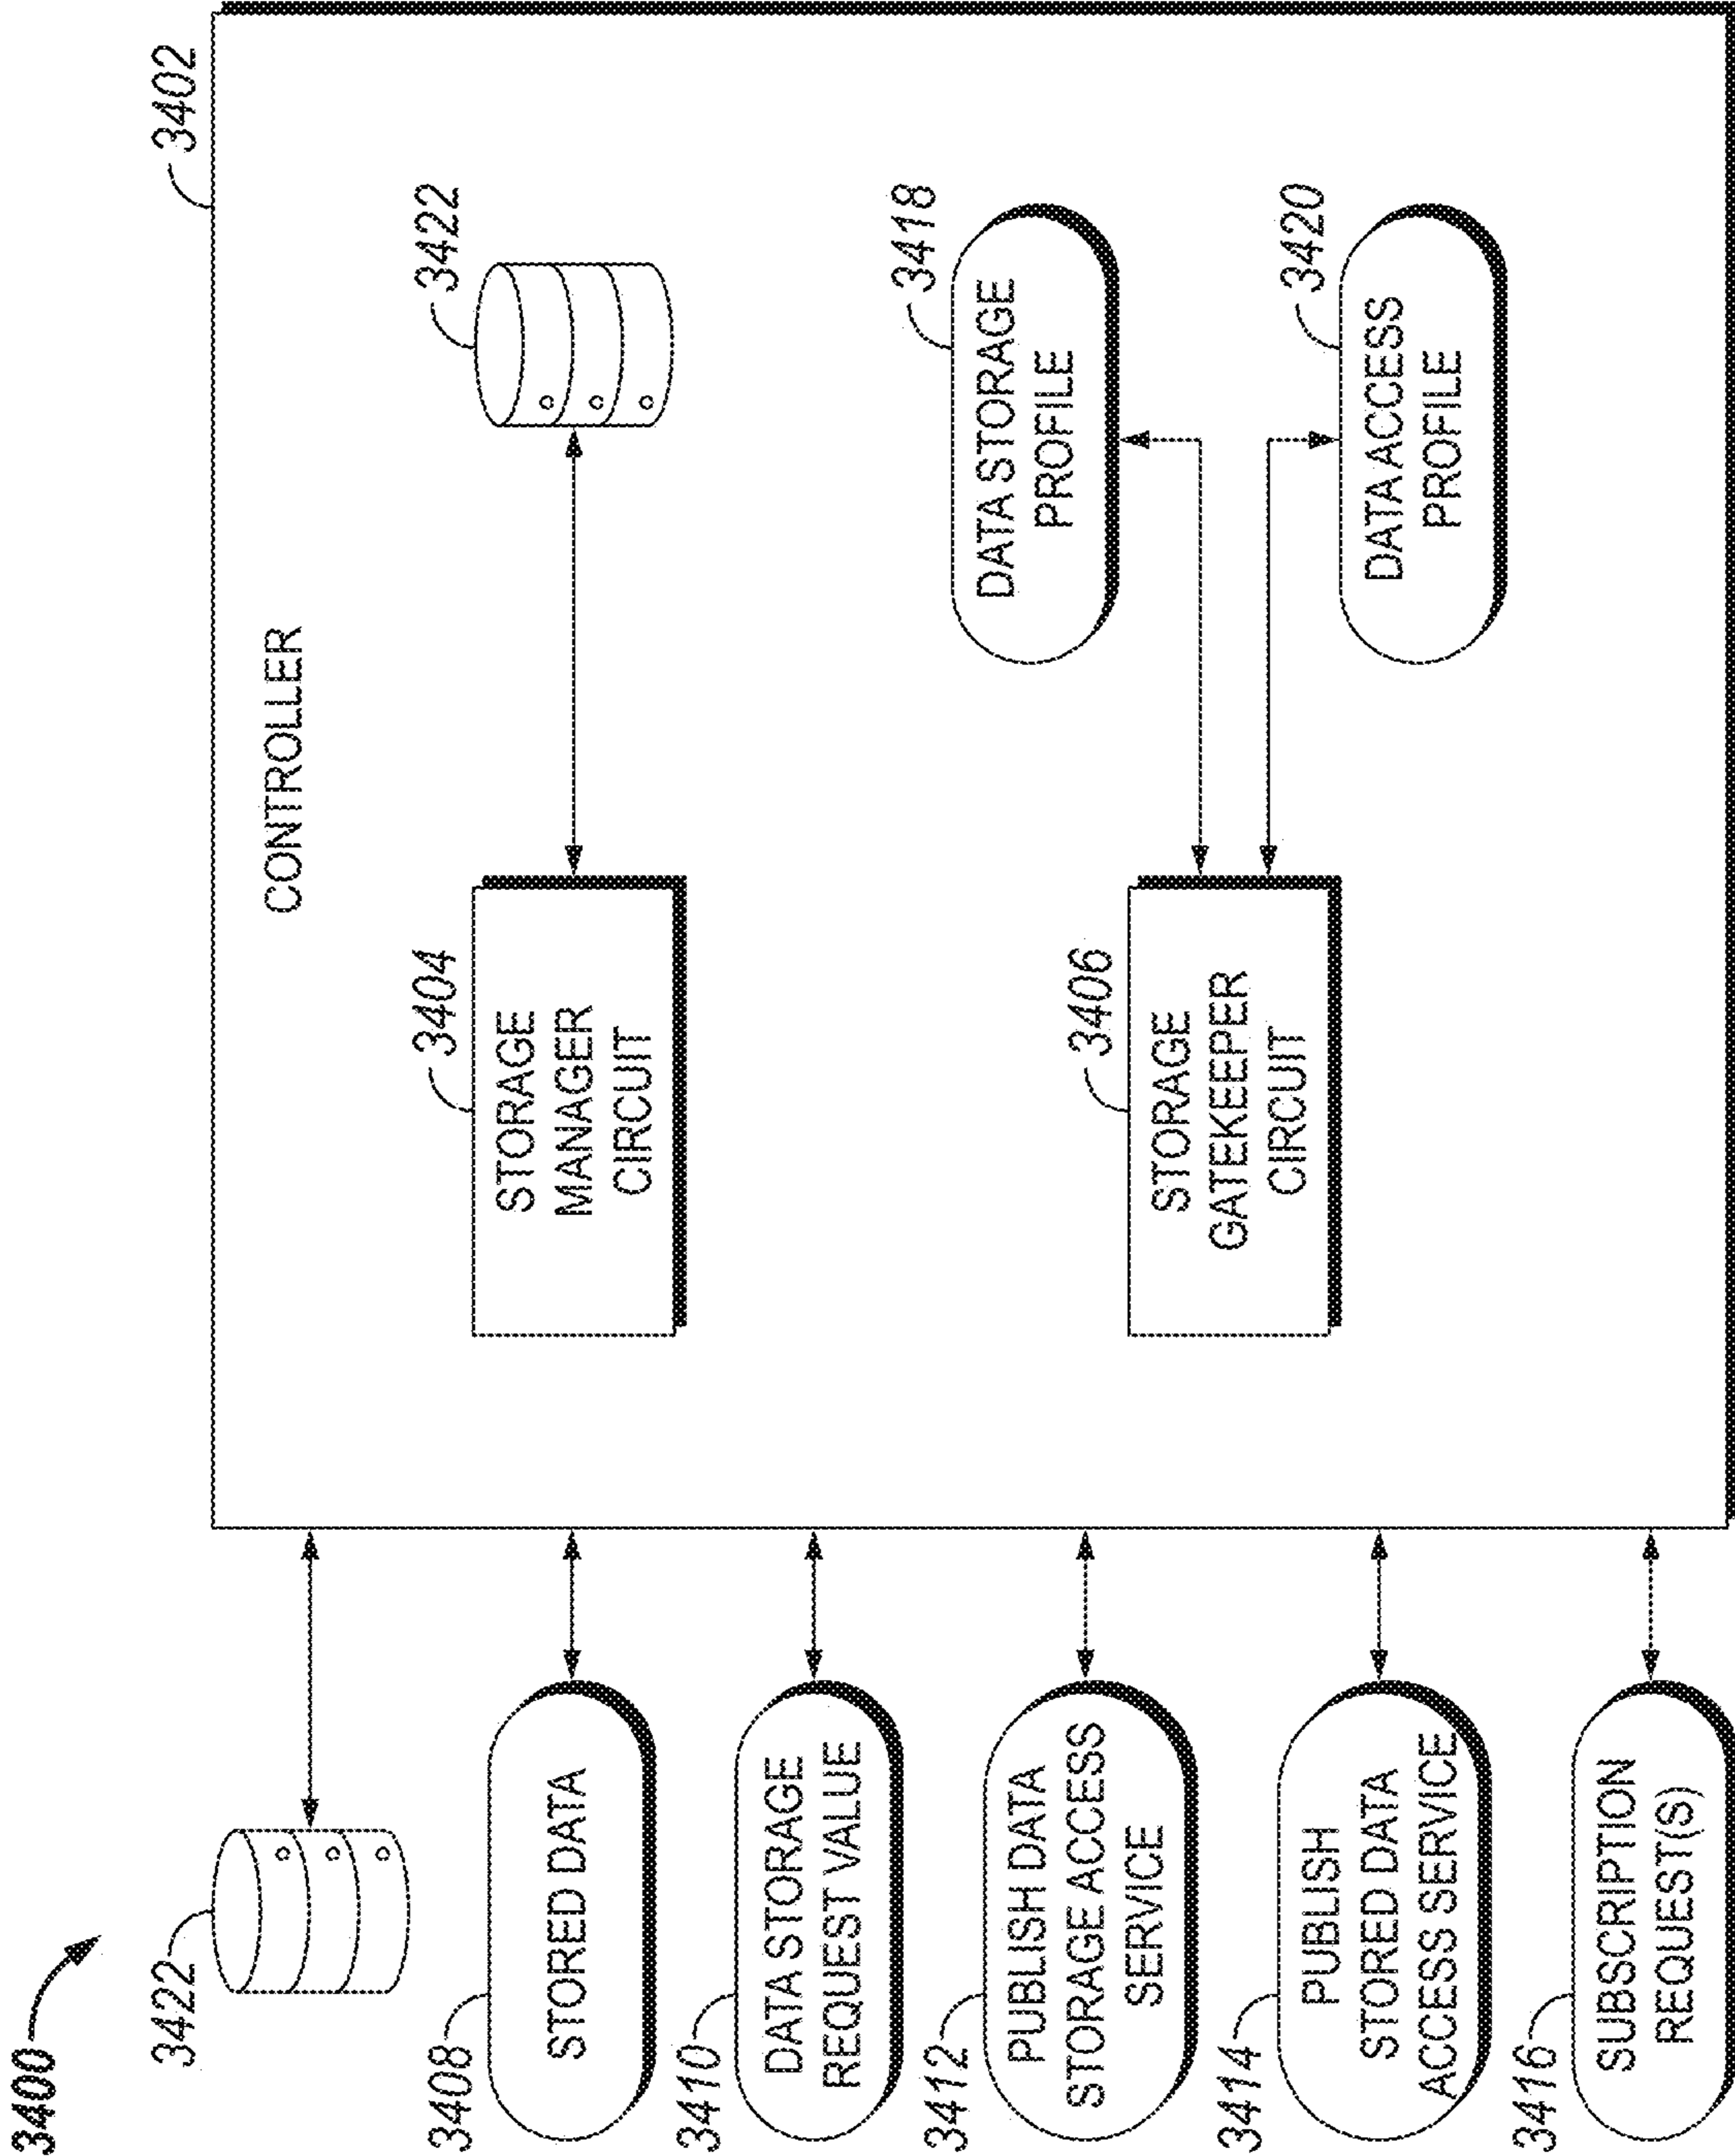 3400
3402
CONTROLLER
3422
3422
3404
STORAGE
MANAGER
CIRCUIT
3408
STORED DATA
3410
DATA STORAGE
REQUEST VALUE
3418
DATA STORAGE
PROFILE
3412
PUBLISH DATA
STORAGE ACCESS
SERVICE
3406
STORAGE
GATEKEEPER
CIRCUIT
3414
PUBLISH
STORED DATA
ACCESS SERVICE
3420
DATA ACCESS
PROFILE
3416
SUBSCRIPTION
REQUEST(S)